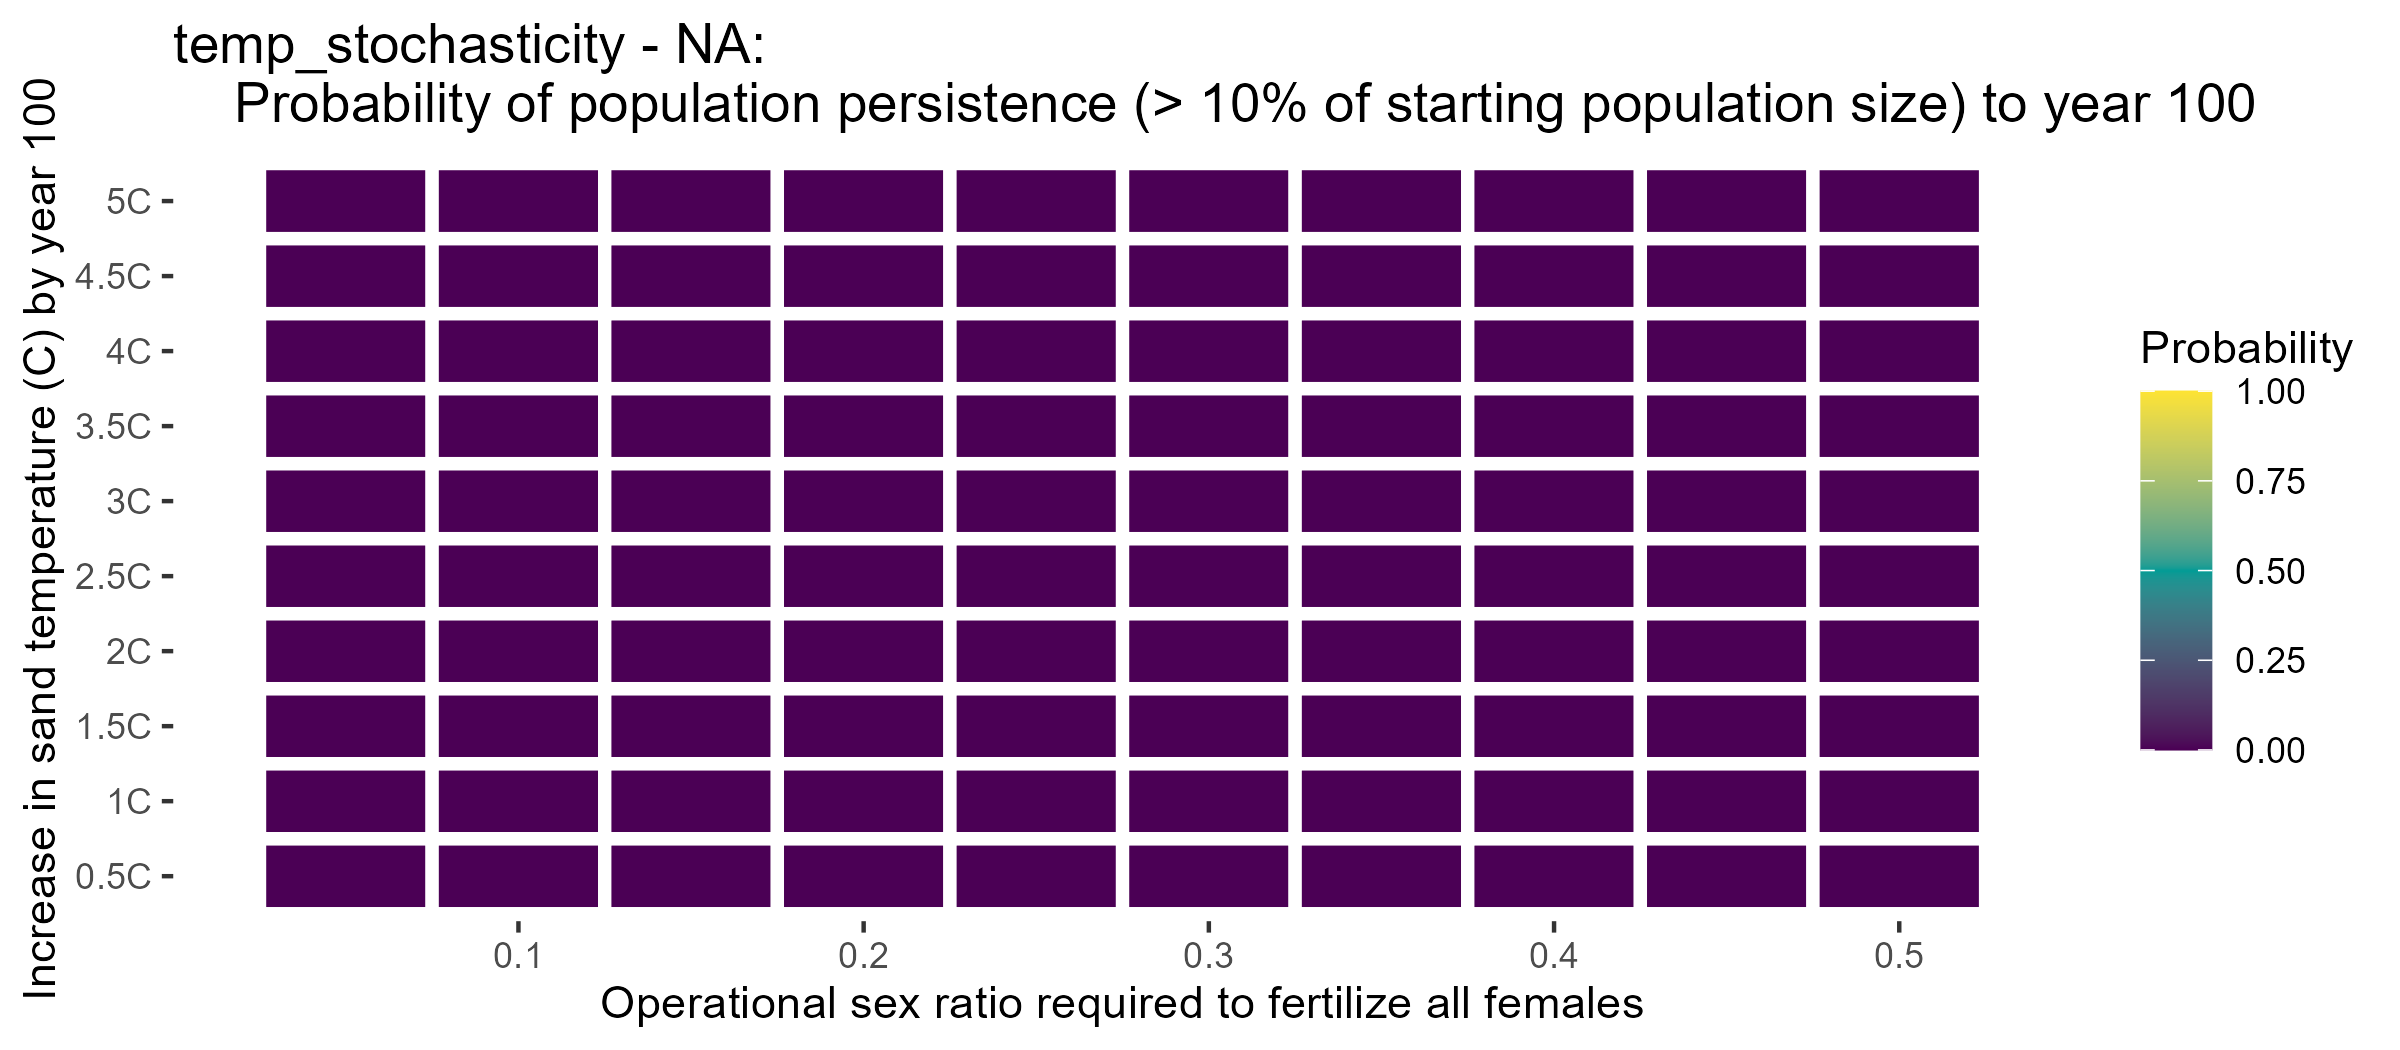 temp_stochasticity - NA:
Probability of population persistence (> 10% of starting population size) to year 100
Increase in sand temperature (C) by year 100
5C
4.5C
4C
3.5C
3C
2.5C
2C
1.5C
1C
0.5C
0.1
0.2
0.3
0.4
0.5
Operational sex ratio required to fertilize all females
Probability
1.00
0.75
0.50
0.25
0.00